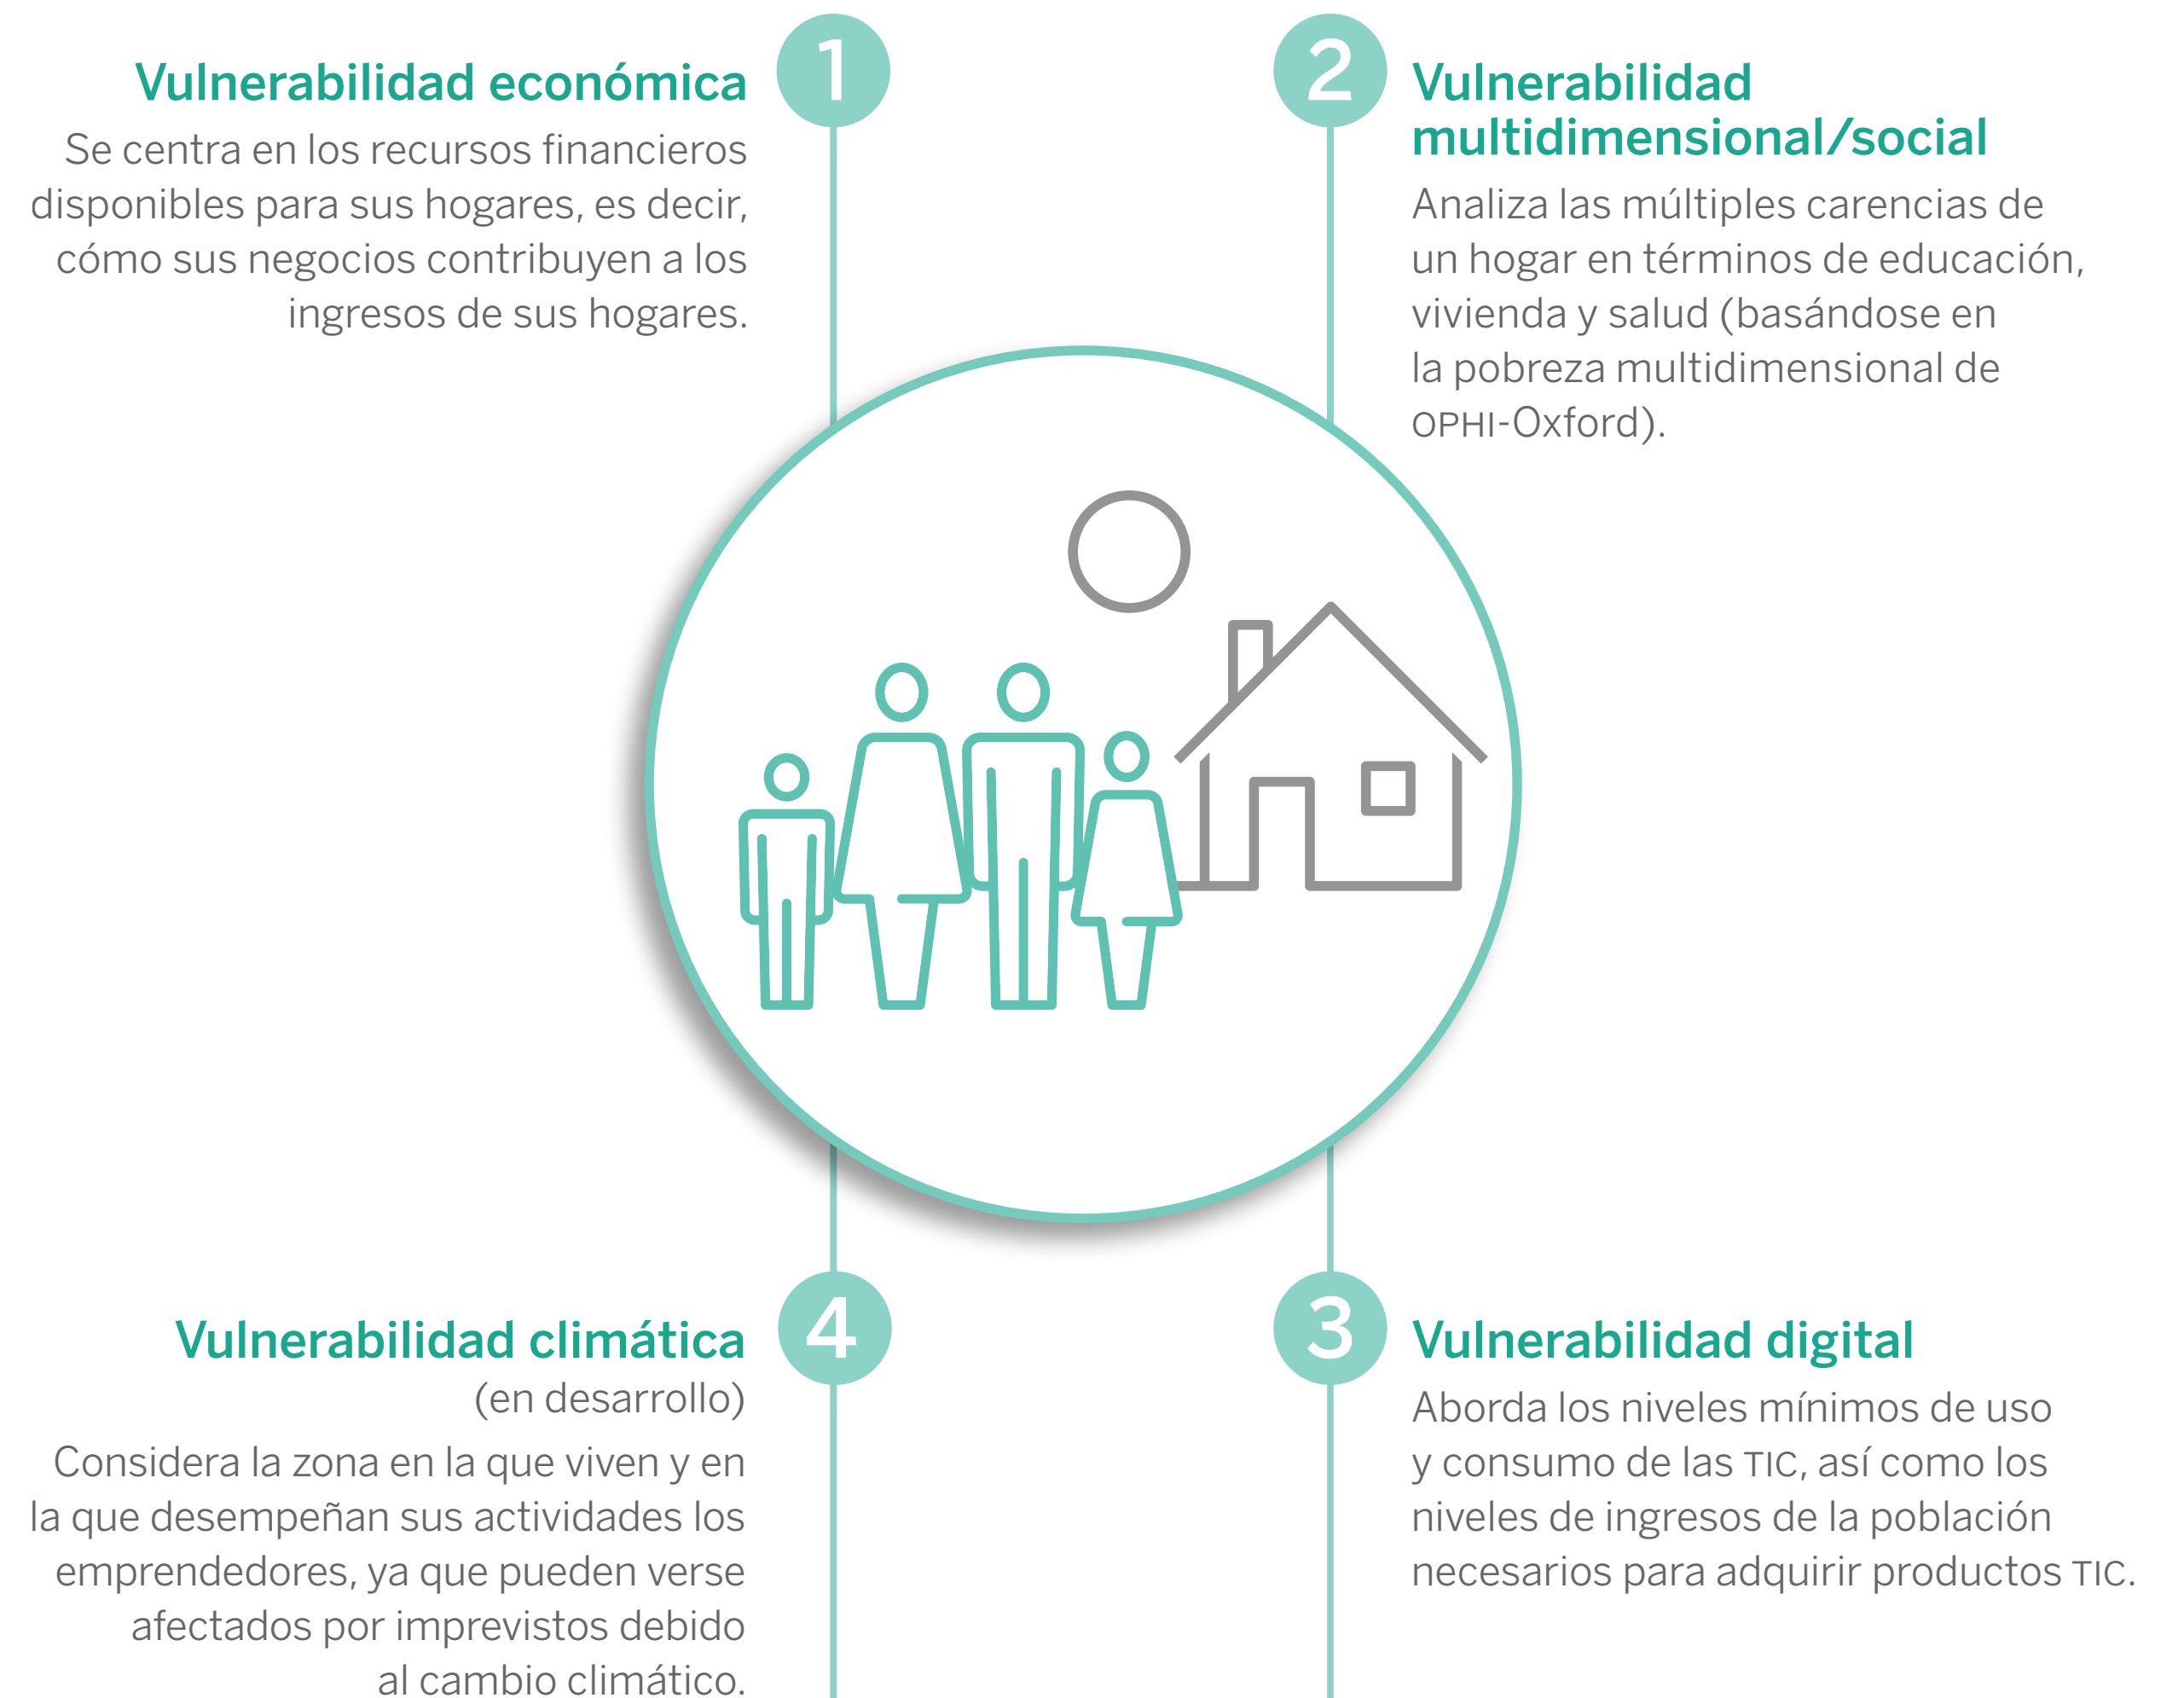 1
Vulnerabilidad económica
Se centra en los recursos financieros
disponibles para sus hogares, es decir,
cómo sus negocios contribuyen a los
ingresos de sus hogares.
2
Vulnerabilidad
multidimensional/social
Analiza las múltiples carencias de
un hogar en términos de educación,
vivienda y salud (basándose en
la pobreza multidimensional de
OPHI-Oxford).
3
Vulnerabilidad digital
Aborda los niveles mínimos de uso
y consumo de las TIC, así como los
niveles de ingresos de la población
necesarios para adquirir productos TIC.
4
Vulnerabilidad climática
(en desarrollo)
Considera la zona en la que viven y en
la que desempeñan sus actividades los
emprendedores, ya que pueden verse
afectados por imprevistos debido
al cambio climático.